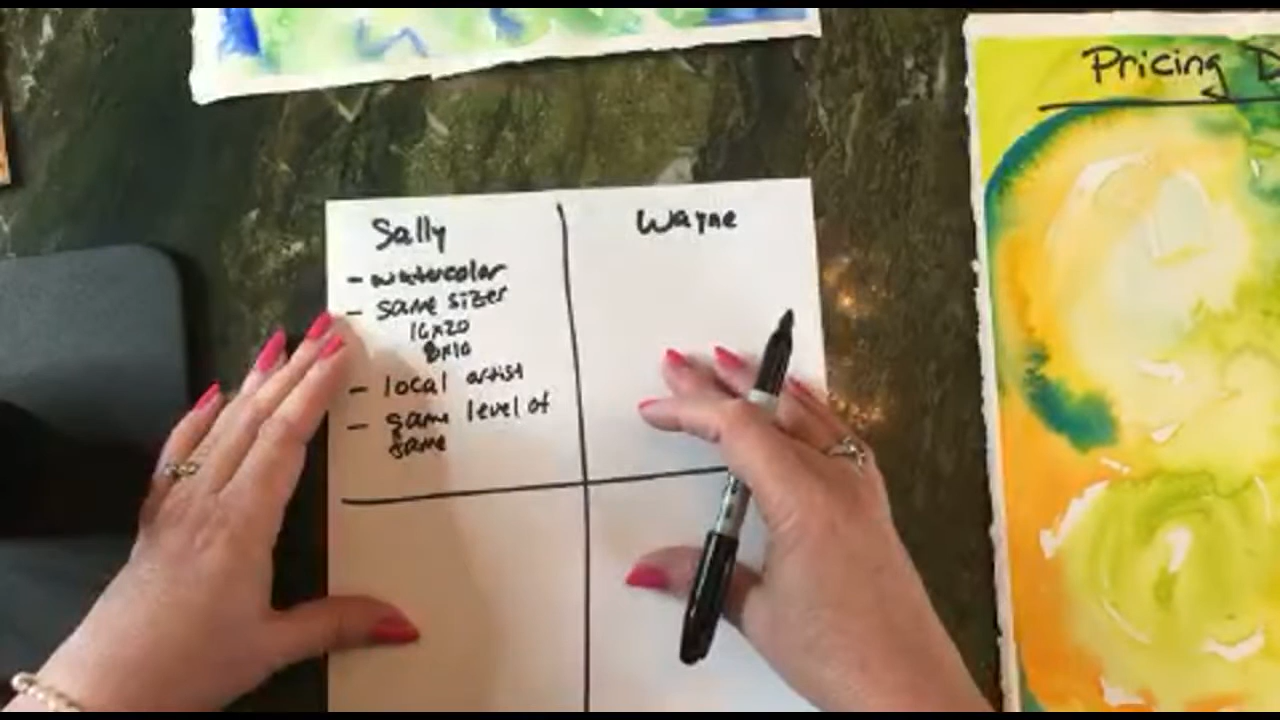 Pricing D
Sally
Wayne
- watercolor
- same sizes
16x20
8x10
- local artist
- same level of
fame